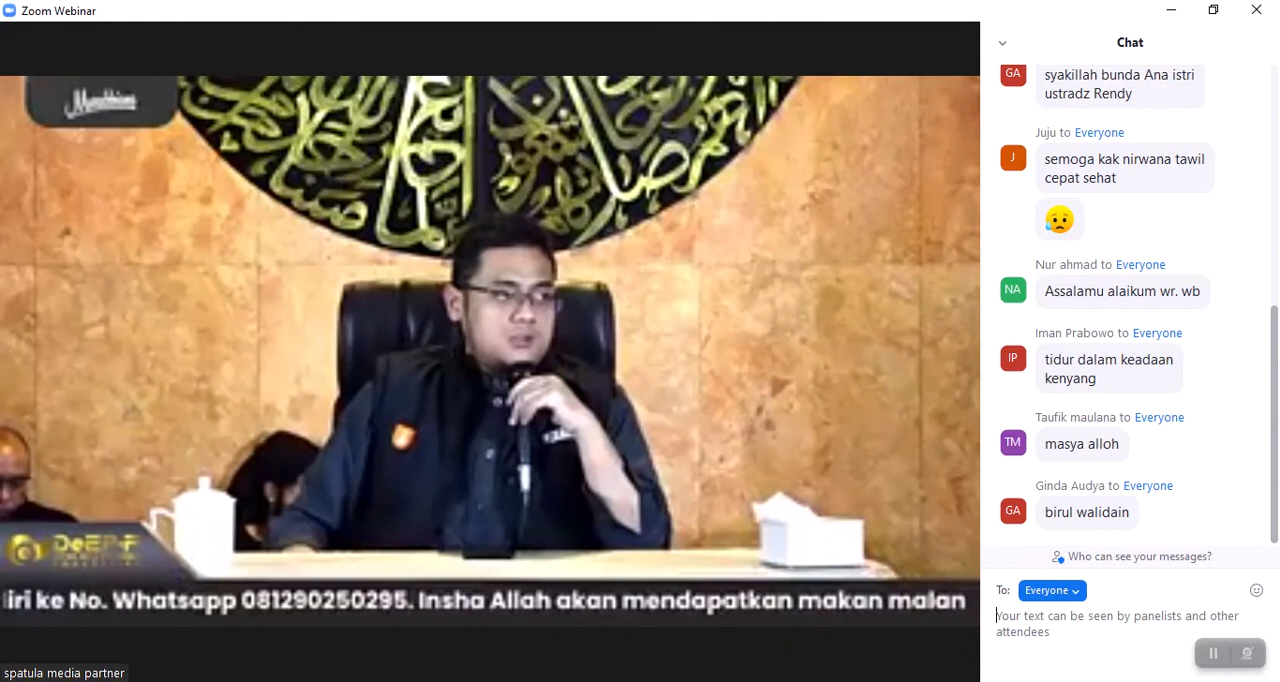 Zoom Webinar
DeEP-F
iri ke No. Whatsapp 081290250295. Insha Allah akan mendapatkan makan malan
spatula media partner
Chat
GA
syakillah bunda Ana istri
ustradz Rendy
Juju to Everyone
J
semoga kak nirwana tawil
cepat sehat
Nur ahmad to Everyone
NA
Assalamu alaikum wr. wb
Iman Prabowo to Everyone
IP
tidur dalam keadaan
kenyang
Taufik maulana to Everyone
TM
masya alloh
Ginda Audya to Everyone
GA
birul walidain
Who can see your messages?
To: Everyone
Your text can be seen by panelists and other
attendees